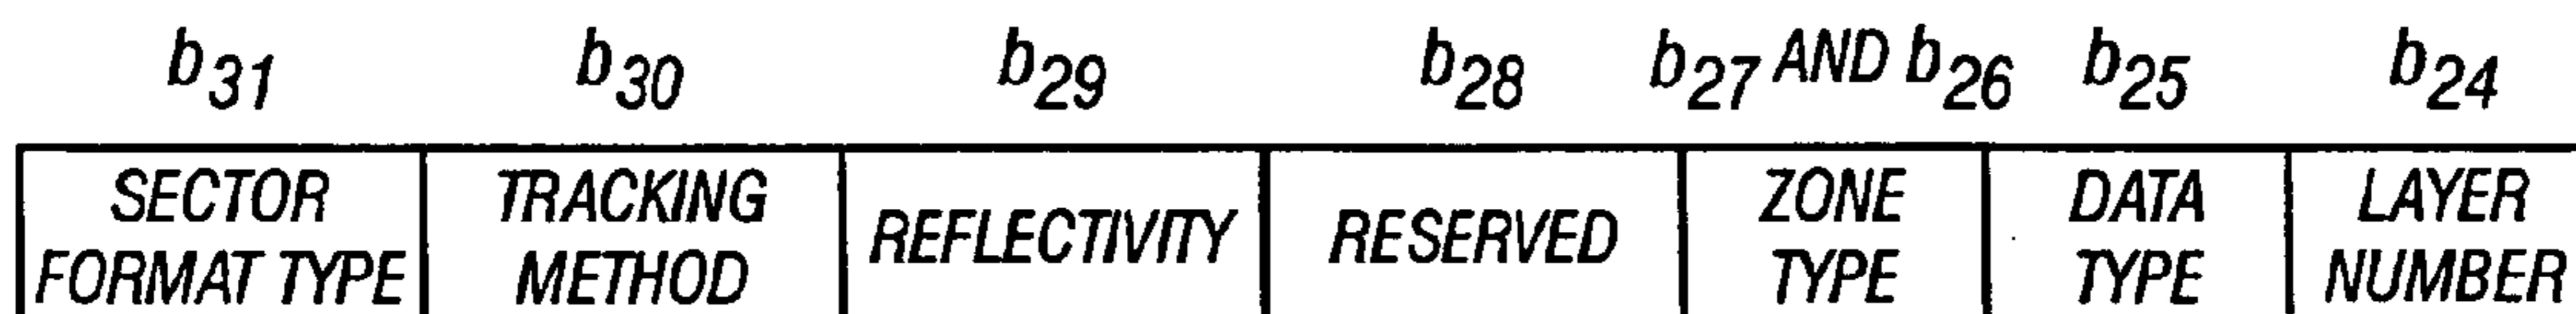 b31 b30 b29 b28 b27 AND b26 b25 b24
SECTOR FORMAT TYPE
TRACKING METHOD
REFLECTIVITY
RESERVED
ZONE TYPE
DATA TYPE
LAYER NUMBER